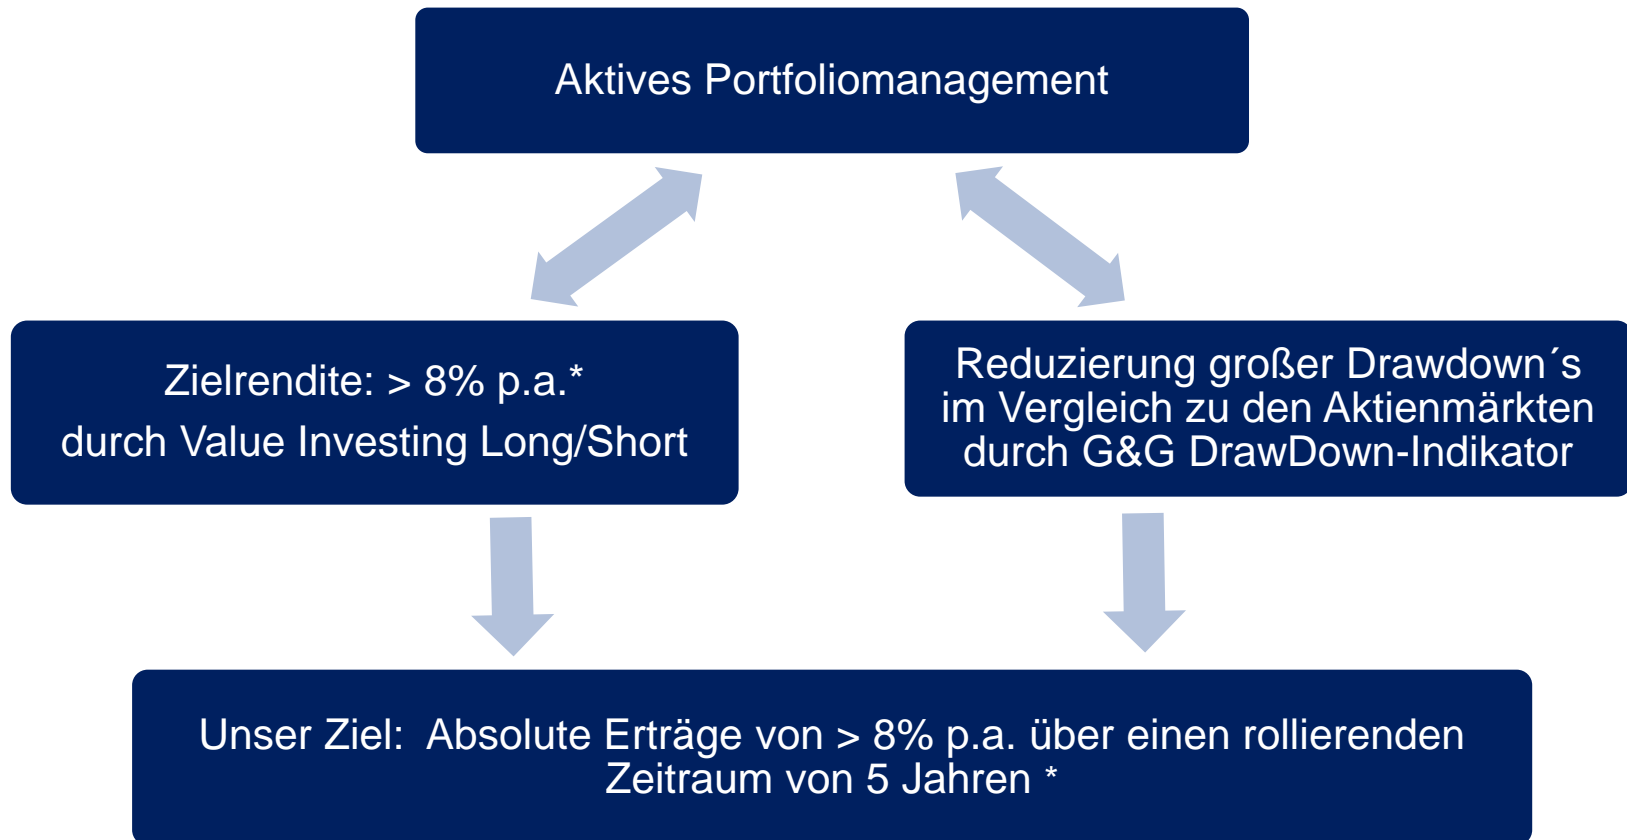 Aktives Portfoliomanagement
Zielrendite: > 8% p.a.*
durch Value Investing Long/Short
Reduzierung großer Drawdown´s
im Vergleich zu den Aktienmärkten
durch G&G DrawDown-Indikator
Unser Ziel:  Absolute Erträge von > 8% p.a. über einen rollierenden
Zeitraum von 5 Jahren *